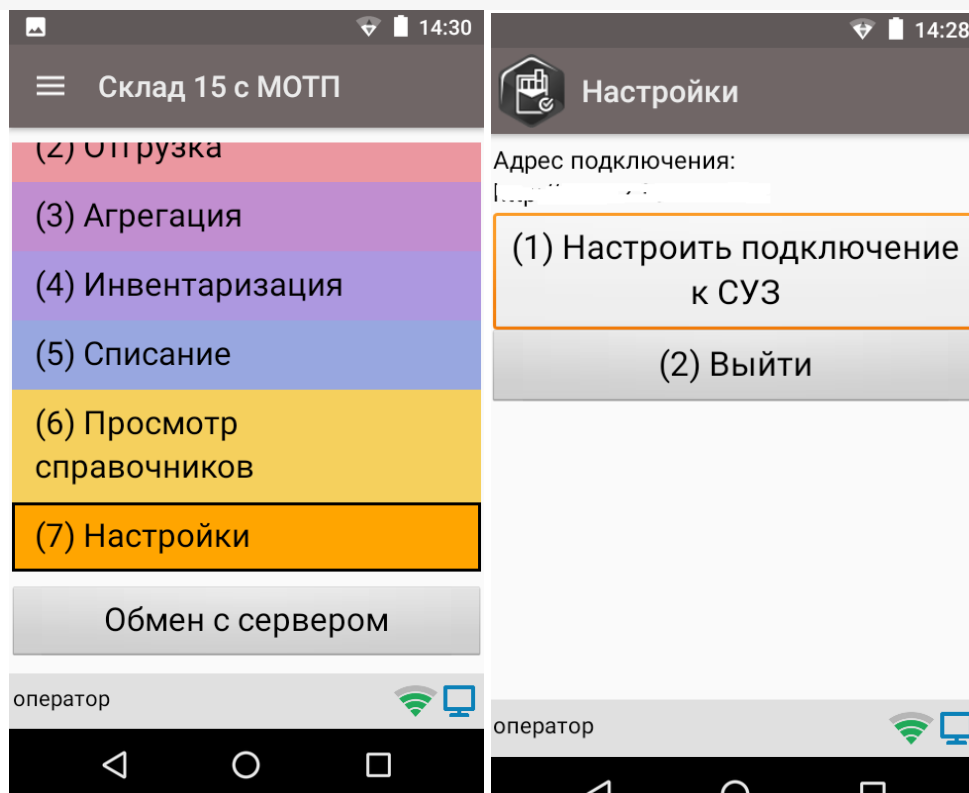 14:30
Склад 15 с МОТП
(2) Отгрузка
(3) Агрегация
(4) Инвентаризация
(5) Списание
(6) Просмотр
справочников
(7) Настройки
Обмен с сервером
оператор
14:28
Настройки
Адрес подключения:
(1) Настроить подключение
к СУЗ
(2) Выйти
оператор